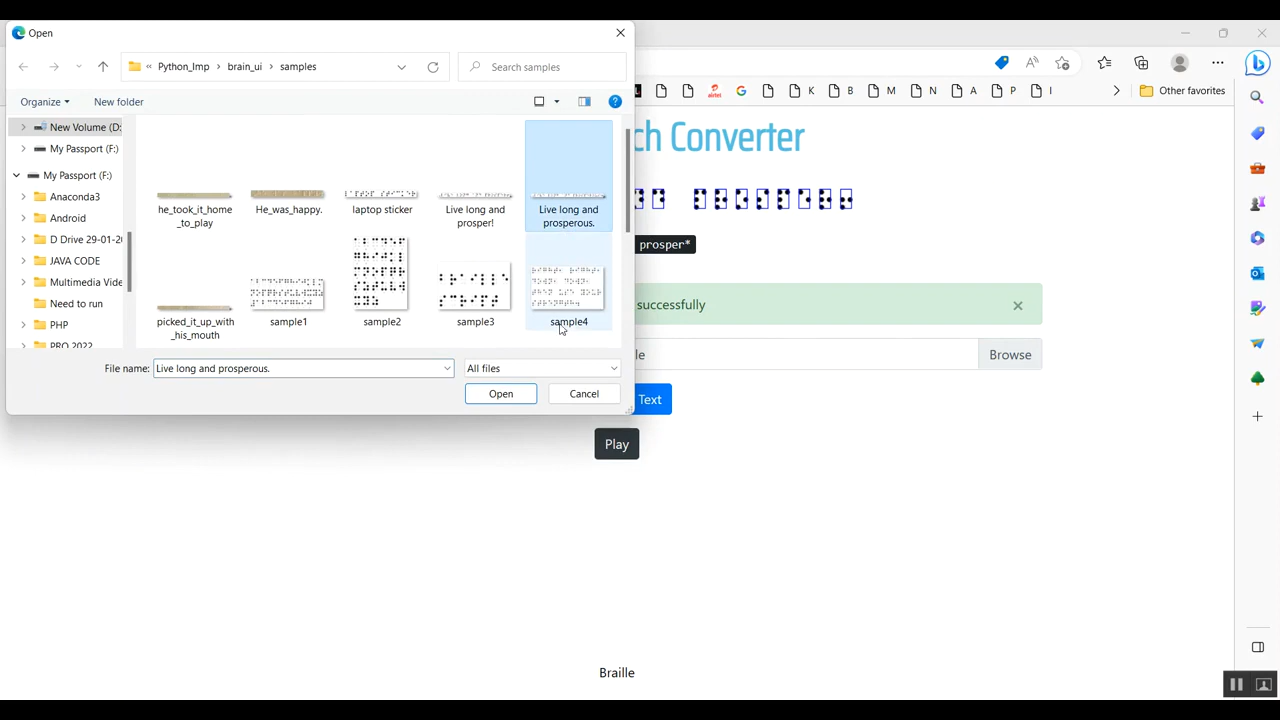 Open
Python_Imp
brain_ui
samples
Search samples
Organize
New folder
New Volume (D:
My Passport (F:)
My Passport (F:)
Anaconda3
Android
D Drive 29-01-20
JAVA CODE
Multimedia Vide
Need to run
PHP
PRO 2022
he_took_it_home
_to_play
He_was_happy.
laptop sticker
Live long and
prosper!
Live long and
prosperous.
picked_it_up_with
_his_mouth
sample1
sample2
sample3
sample4
File name:
Live long and prosperous.
All files
Open
Cancel
airtel
K
B
M
N
A
P
I
Other favorites
ch Converter
prosper*
successfully
le
Browse
Text
Play
Braille